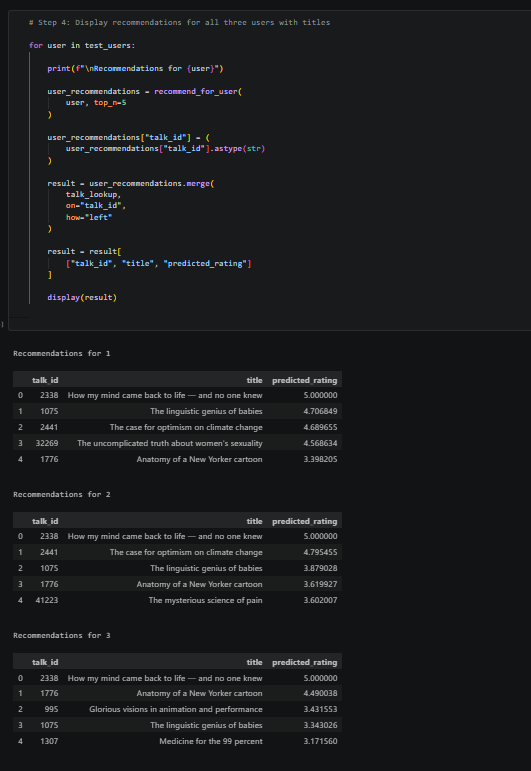 # Step 4: Display recommendations for all three users with titles
for user in test_users:
print(f"\nRecommendations for {user}")
user_recommendations = recommend_for_user(
user, top_n=5
)
user_recommendations["talk_id"] = (
user_recommendations["talk_id"].astype(str)
)
result = user_recommendations.merge(
talk_lookup,
on="talk_id",
how="left"
)
result = result[
["talk_id", "title", "predicted_rating"]
]
display(result)
Recommendations for 1
talk_id title predicted_rating
0 2338 How my mind came back to life — and no one knew 5.000000
1 1075 The linguistic genius of babies 4.706849
2 2441 The case for optimism on climate change 4.689655
3 32269 The uncomplicated truth about women's sexuality 4.568634
4 1776 Anatomy of a New Yorker cartoon 3.398205
Recommendations for 2
talk_id title predicted_rating
0 2338 How my mind came back to life — and no one knew 5.000000
1 2441 The case for optimism on climate change 4.795455
2 1075 The linguistic genius of babies 3.879028
3 1776 Anatomy of a New Yorker cartoon 3.619927
4 41223 The mysterious science of pain 3.602007
Recommendations for 3
talk_id title predicted_rating
0 2338 How my mind came back to life — and no one knew 5.000000
1 1776 Anatomy of a New Yorker cartoon 4.490038
2 995 Glorious visions in animation and performance 3.431553
3 1075 The linguistic genius of babies 3.343026
4 1307 Medicine for the 99 percent 3.171560